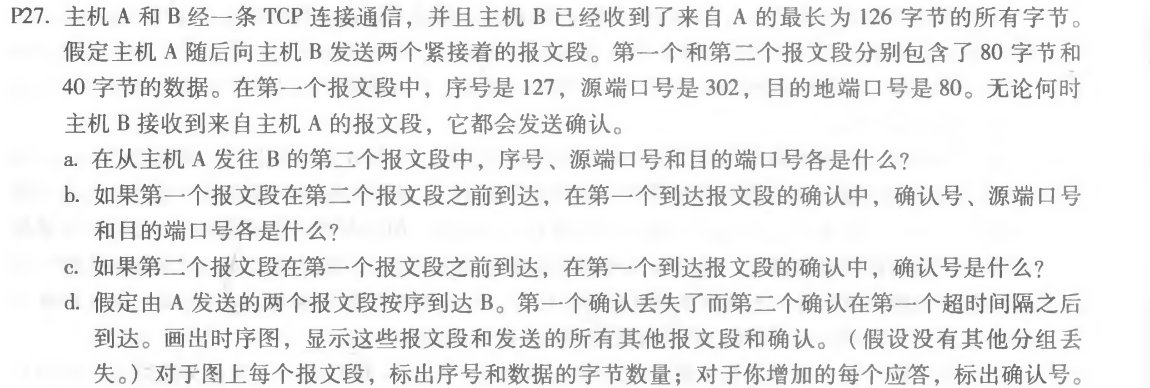 P27. 主机 A 和 B 经一条 TCP 连接通信，并且主机 B 已经收到了来自 A 的最长为 126 字节的所有字节。
假定主机 A 随后向主机 B 发送两个紧接着的报文段。第一个和第二个报文段分别包含了 80 字节和
40 字节的数据。在第一个报文段中，序号是 127，源端口号是 302，目的地端口号是 80。无论何时
主机 B 接收到来自主机 A 的报文段，它都会发送确认。
a. 在从主机 A 发往 B 的第二个报文段中，序号、源端口号和目的端口号各是什么？
b. 如果第一个报文段在第二个报文段之前到达，在第一个到达报文段的确认中，确认号、源端口号
和目的端口号各是什么？
c. 如果第二个报文段在第一个报文段之前到达，在第一个到达报文段的确认中，确认号是什么？
d. 假定由 A 发送的两个报文段按序到达 B。第一个确认丢失了而第二个确认在第一个超时间隔之后
到达。画出时序图，显示这些报文段和发送的所有其他报文段和确认。（假设没有其他分组丢
失。）对于图上每个报文段，标出序号和数据的字节数量；对于你增加的每个应答，标出确认号。